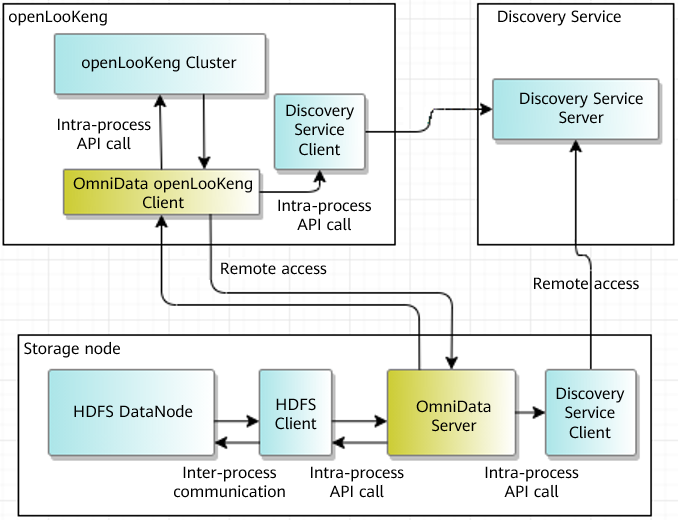 openLooKeng
Discovery Service
openLooKeng Cluster
Discovery
Service
Client
Discovery Service
Server
Intra-process
API call
OmniData openLooKeng
Client
Intra-process
API call
Remote access
Remote access
Storage node
HDFS DataNode
HDFS
Client
OmniData
Server
Discovery
Service
Client
Inter-process
communication
Intra-process
API call
Intra-process
API call